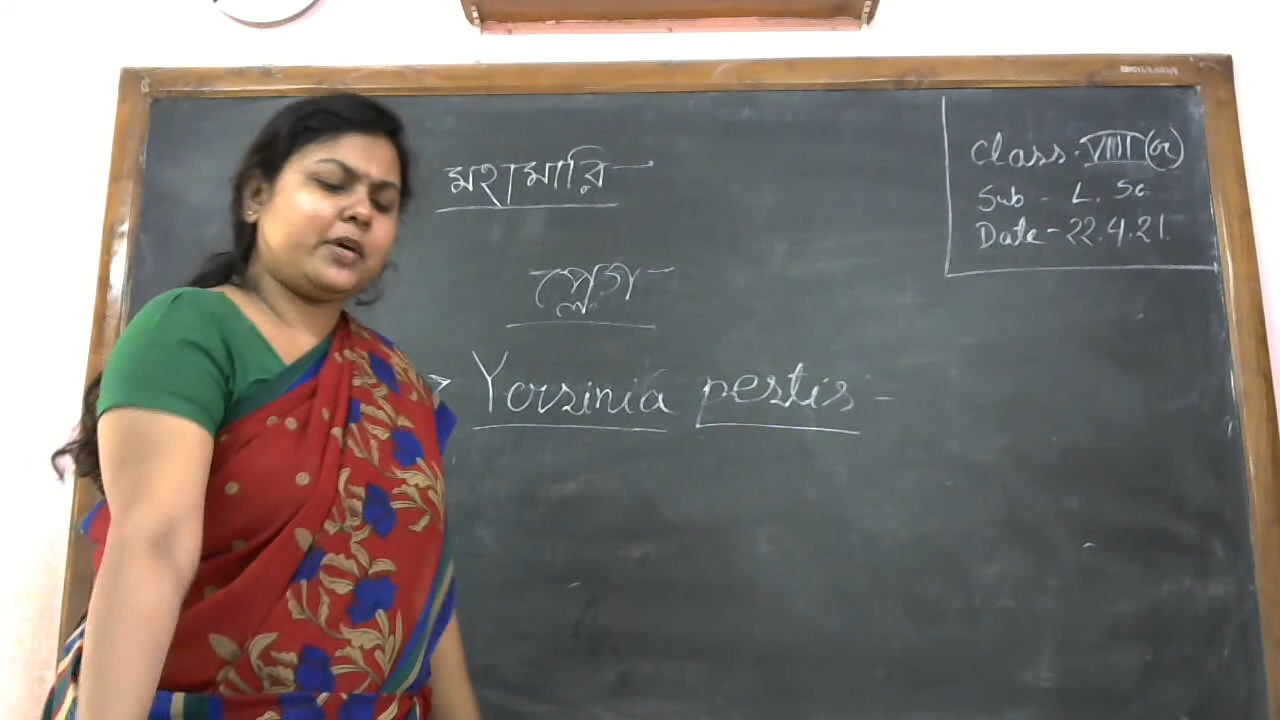 মহামারি-
প্লেগ-
Yersinia pestis -
Class - VIII (a)
Sub - L. Sc
Date - 22.4.21.